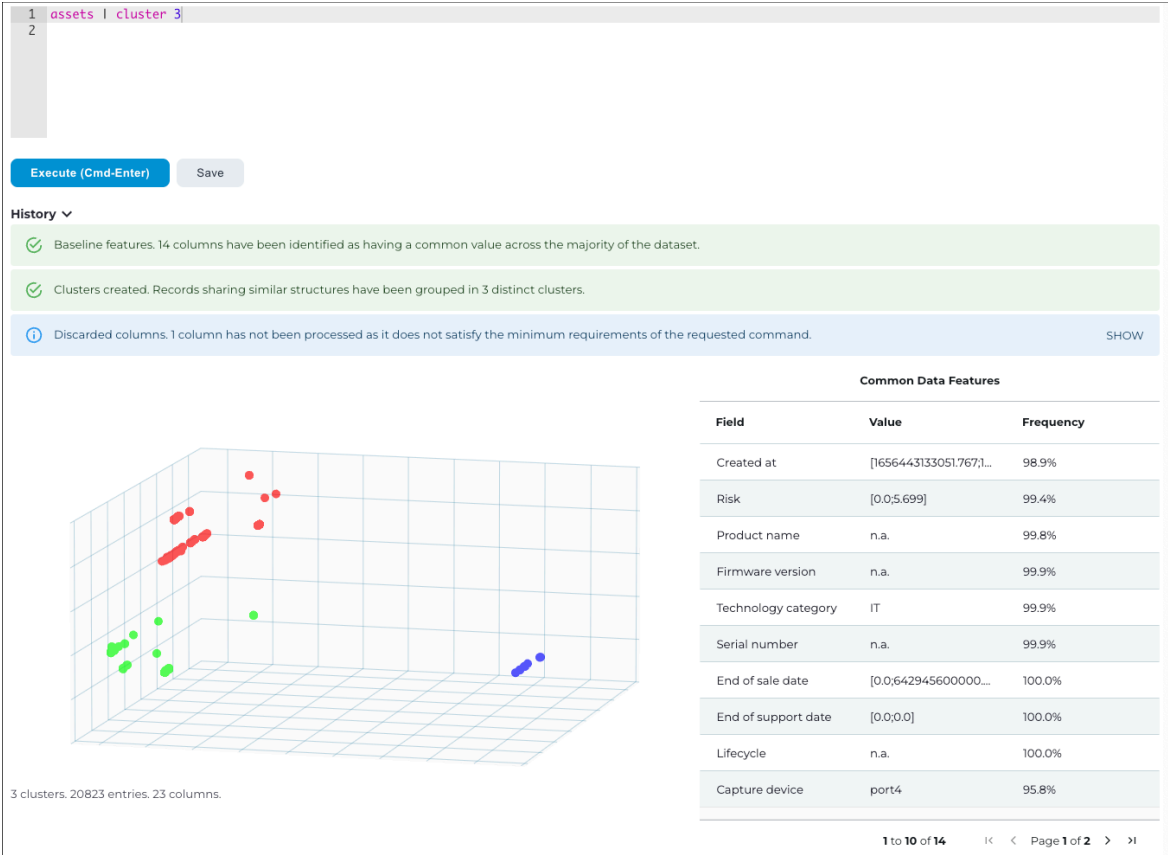 1 assets | cluster 3
2
Execute (Cmd-Enter) Save
History
Baseline features. 14 columns have been identified as having a common value across the majority of the dataset.
Clusters created. Records sharing similar structures have been grouped in 3 distinct clusters.
Discarded columns. 1 column has not been processed as it does not satisfy the minimum requirements of the requested command. SHOW
Common Data Features
Field Value Frequency
Created at [1656443133051.767;1... 98.9%
Risk [0.0;5.699] 99.4%
Product name n.a. 99.8%
Firmware version n.a. 99.9%
Technology category IT 99.9%
Serial number n.a. 99.9%
End of sale date [0.0;642945600000.... 100.0%
End of support date [0.0;0.0] 100.0%
Lifecycle n.a. 100.0%
Capture device port4 95.8%
3 clusters. 20823 entries. 23 columns.
1 to 10 of 14 Page 1 of 2